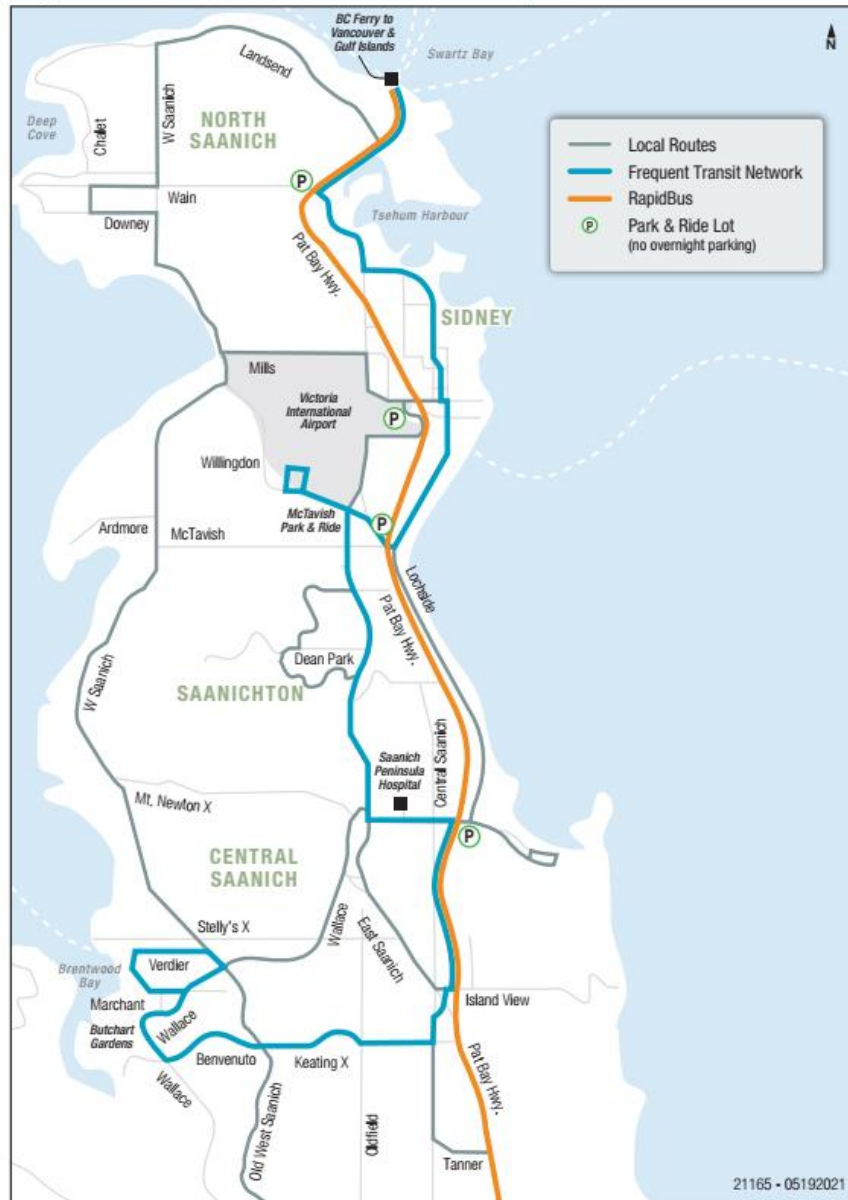 BC Ferry to
Vancouver &
Gulf Islands
Swartz Bay
N
Landsend
Deep
Cove
Chalet
W Saanich
NORTH
SAANICH
P
Wain
Downey
Tsehum Harbour
Pat Bay Hwy.
Local Routes
Frequent Transit Network
RapidBus
P Park & Ride Lot
(no overnight parking)
SIDNEY
Mills
Victoria
International
Airport
P
Willlingdon
McTavish
Park & Ride
P
Ardmore
McTavish
Lochside
Pat Bay Hwy.
Dean Park
W Saanich
SAANICHTON
Central Saanich
Saanich
Peninsula
Hospital
Mt. Newton X
P
CENTRAL
SAANICH
Stelly's X
Wallace
East Saanich
Brentwood
Bay
Verdier
Marchant
Island View
Butchart
Gardens
Wallace
Benvenuto
Keating X
Wallace
Pat Bay Hwy.
Old West Saanich
Oldfield
Tanner
21165 - 05192021